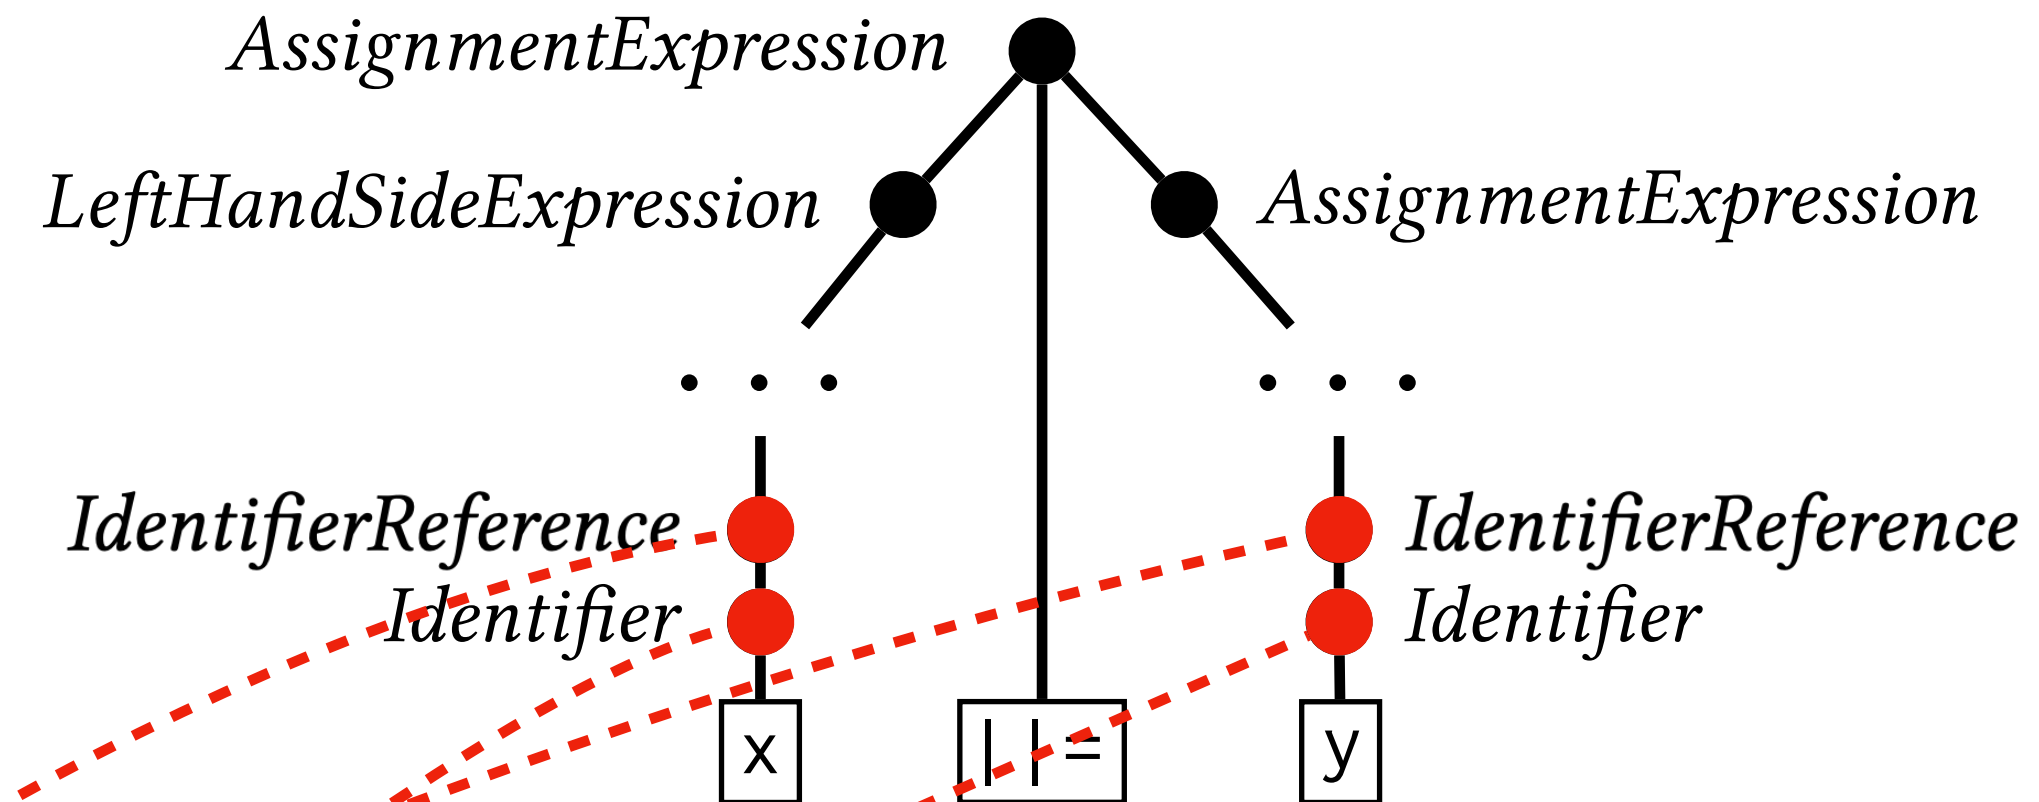 AssignmentExpression
LeftHandSideExpression AssignmentExpression
. . . . . .
IdentifierReference IdentifierReference
Identifier Identifier
x ||= y